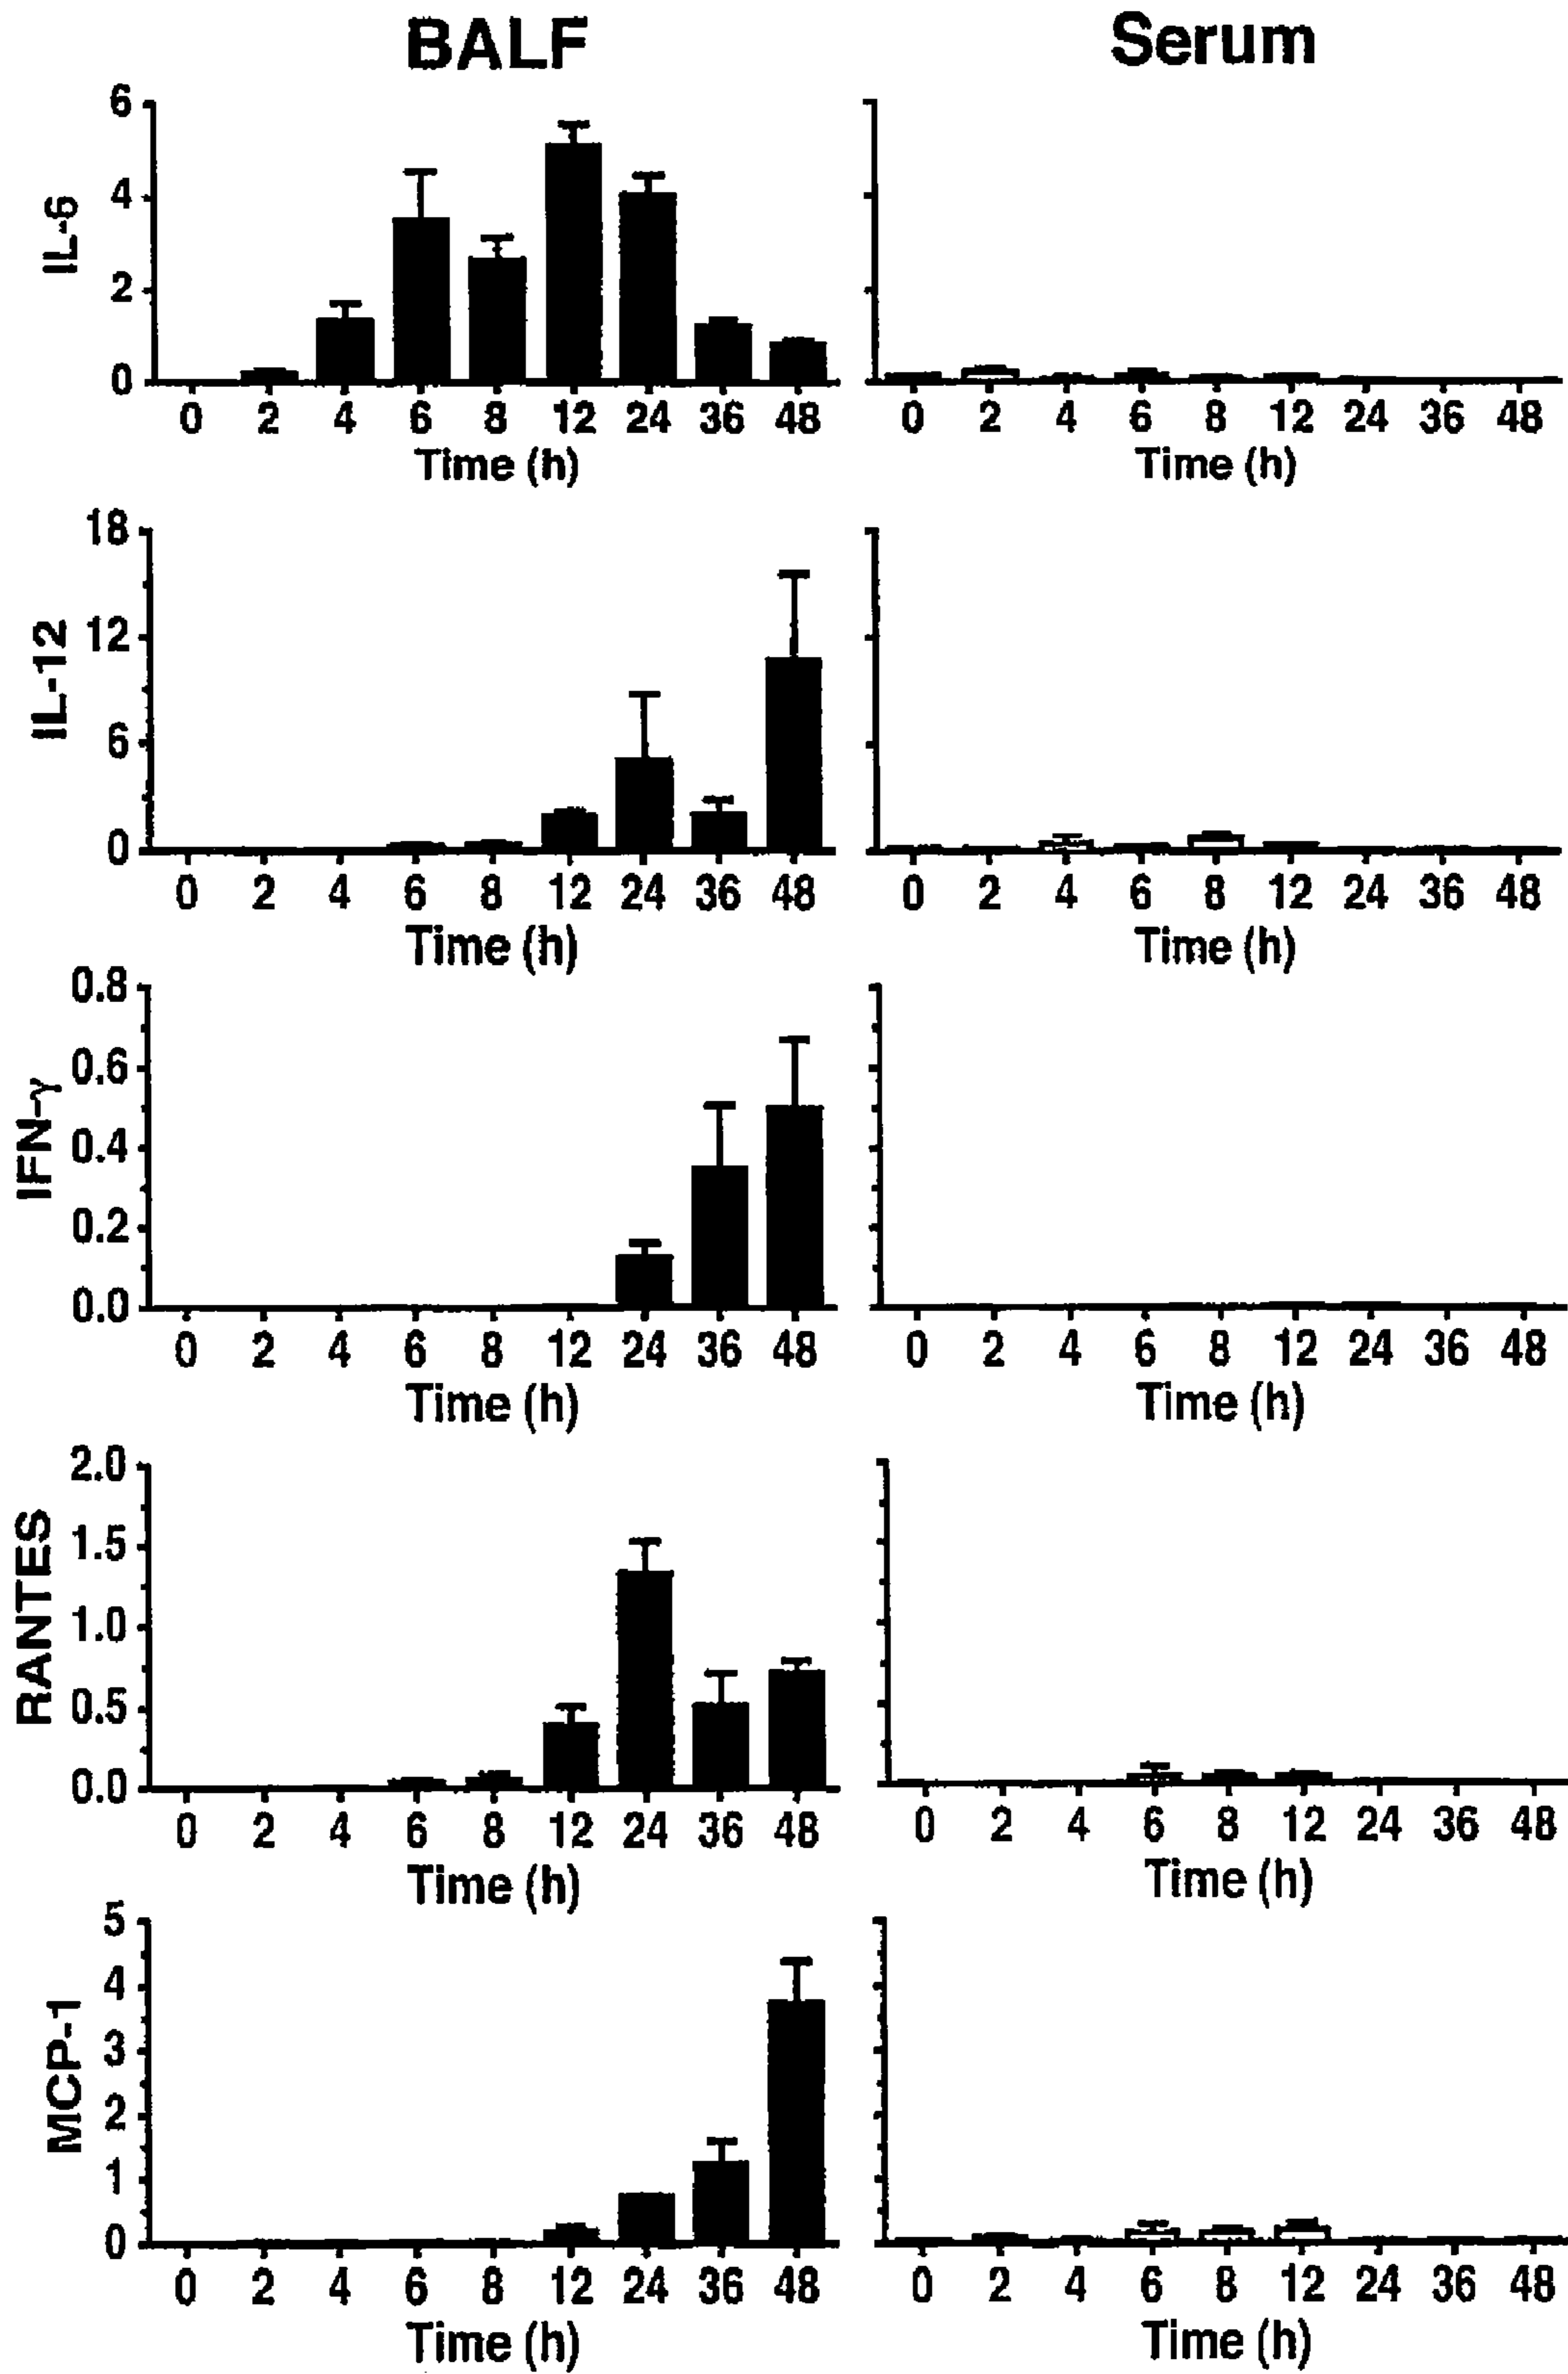 BALF Serum
IL-6
6
4
2
0
0 2 4 6 8 12 24 36 48 0 2 4 6 8 12 24 36 48
Time (h) Time (h)
IL-12
18
12
6
0
0 2 4 6 8 12 24 36 48 0 2 4 6 8 12 24 36 48
Time (h) Time (h)
IFN-γ
0.8
0.6
0.4
0.2
0.0
0 2 4 6 8 12 24 36 48 0 2 4 6 8 12 24 36 48
Time (h) Time (h)
RANTES
2.0
1.5
1.0
0.5
0.0
0 2 4 6 8 12 24 36 48 0 2 4 6 8 12 24 36 48
Time (h) Time (h)
MCP-1
5
4
3
2
1
0
0 2 4 6 8 12 24 36 48 0 2 4 6 8 12 24 36 48
Time (h) Time (h)